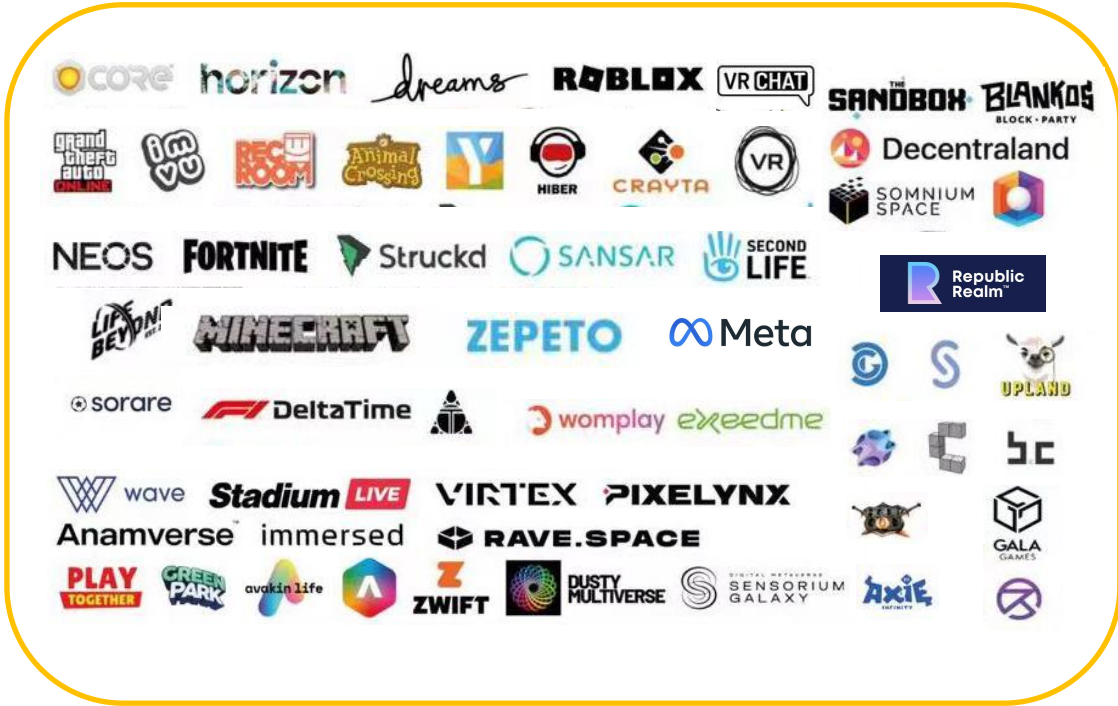 CORE
horizon
dreams
ROBLOX
VR CHAT
THE
SANDBOX
BLANKOS
BLOCK • PARTY
grand
theft
auto
ONLINE
imvu
REC
ROOM
Animal
Crossing
Y
HIBER
CRAYTA
VR
Decentraland
SOMNIUM
SPACE
NEOS
FORTNITE
Struckd
SANSAR
SECOND
LIFE
R Republic
Realm™
LIFE
BEYOND
MINECRAFT
ZEPETO
Meta
UPLAND
sorare
F1 DeltaTime
womplay
exeedme
b.c
wave
Stadium LIVE
VIRTEX
PIXELYNX
Anamverse™
immersed
RAVE.SPACE
GALA
GAMES
PLAY
TOGETHER
GREEN
PARK
avakin life
ZWIFT
DUSTY
MULTIVERSE
DIGITAL METAVERSE
SENSORIUM
GALAXY
AXIE
INFINITY